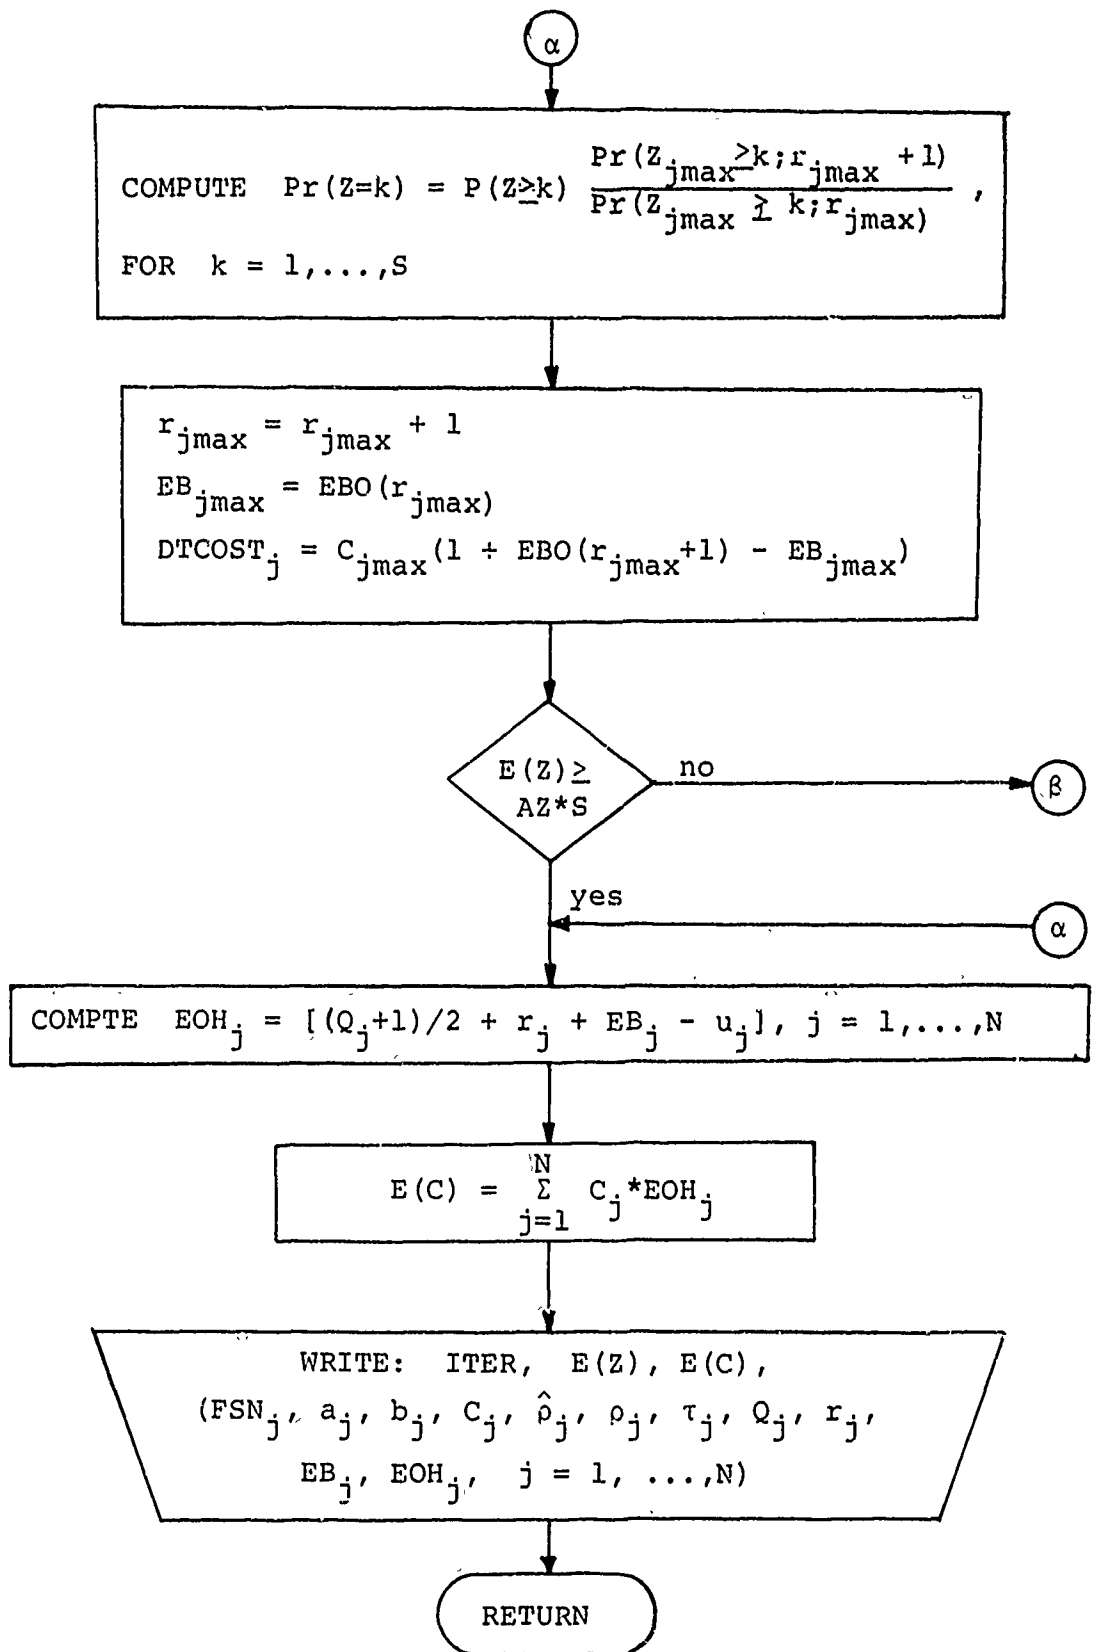 α
Pr(Z_jmax ≥ k; r_jmax + 1)
COMPUTE Pr(Z=k) = P(Z≥k) ,
Pr(Z_jmax ≥ k; r_jmax)
FOR k = 1,...,S
r_jmax = r_jmax + 1
EB_jmax = EBO(r_jmax)
DTCOST_j = C_jmax(1 + EBO(r_jmax+1) - EB_jmax)
E(Z) ≥
AZ*S
no
β
yes
α
COMPTE EOH_j = [(Q_j+1)/2 + r_j + EB_j - u_j], j = 1,...,N
E(C) = Σ_{j=1}^{N} C_j*EOH_j
WRITE: ITER, E(Z), E(C),
(FSN_j, a_j, b_j, C_j, ρ̂_j, ρ_j, τ_j, Q_j, r_j,
EB_j, EOH_j, j = 1, ...,N)
RETURN